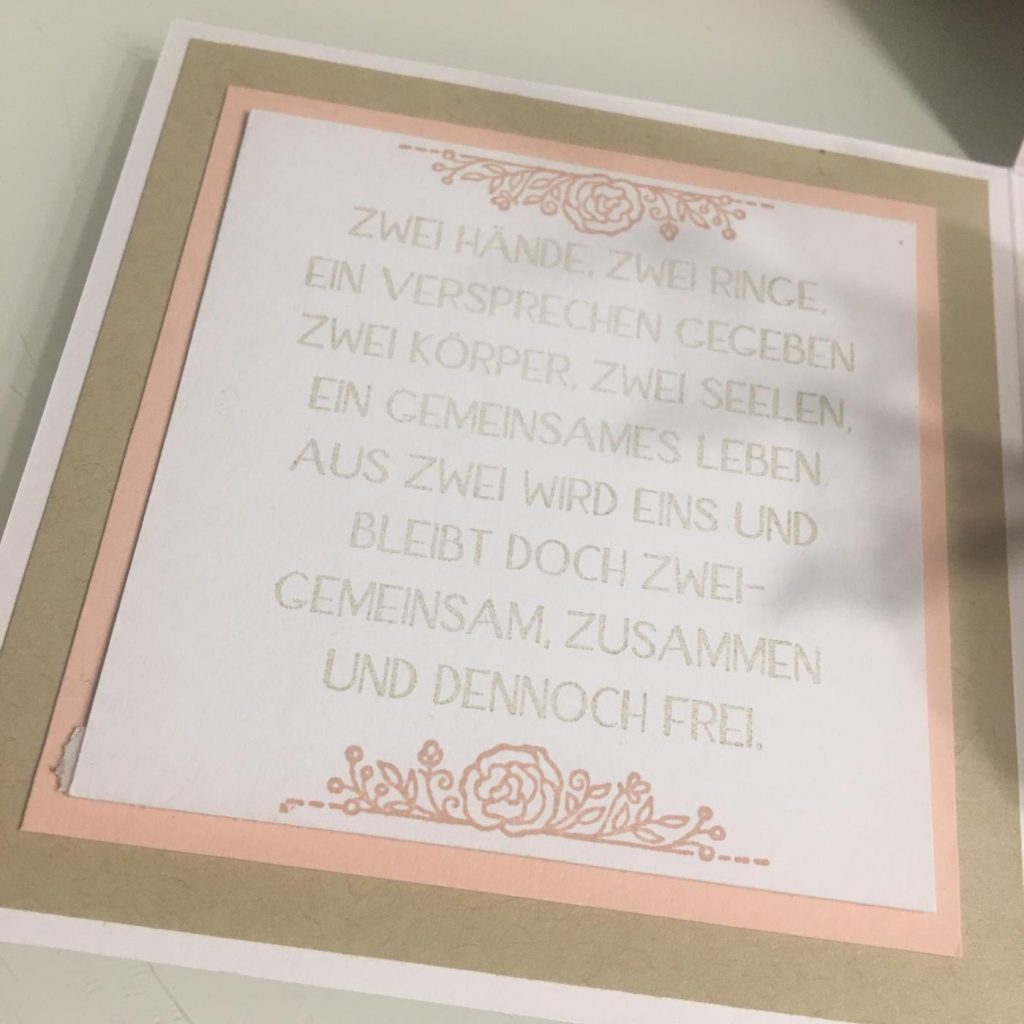 ZWEI HÄNDE, ZWEI RINGE,
EIN VERSPRECHEN GEGEBEN
ZWEI KÖRPER, ZWEI SEELEN,
EIN GEMEINSAMES LEBEN.
AUS ZWEI WIRD EINS UND
BLEIBT DOCH ZWEI-
GEMEINSAM, ZUSAMMEN
UND DENNOCH FREI.